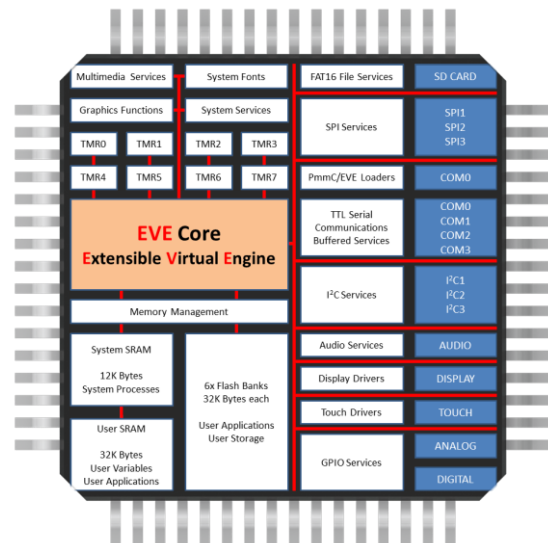 Multimedia Services
System Fonts
FAT16 File Services
SD CARD
Graphics Functions
System Services
SPI Services
SPI1
SPI2
SPI3
TMR0
TMR1
TMR2
TMR3
TMR4
TMR5
TMR6
TMR7
PmmC/EVE Loaders
COM0
EVE Core
Extensible Virtual Engine
TTL Serial
Communications
Buffered Services
COM0
COM1
COM2
COM3
Memory Management
I²C Services
I²C1
I²C2
I²C3
System SRAM
12K Bytes
System Processes
6x Flash Banks
32K Bytes each
User Applications
User Storage
Audio Services
AUDIO
Display Drivers
DISPLAY
Touch Drivers
TOUCH
User SRAM
32K Bytes
User Variables
User Applications
GPIO Services
ANALOG
DIGITAL